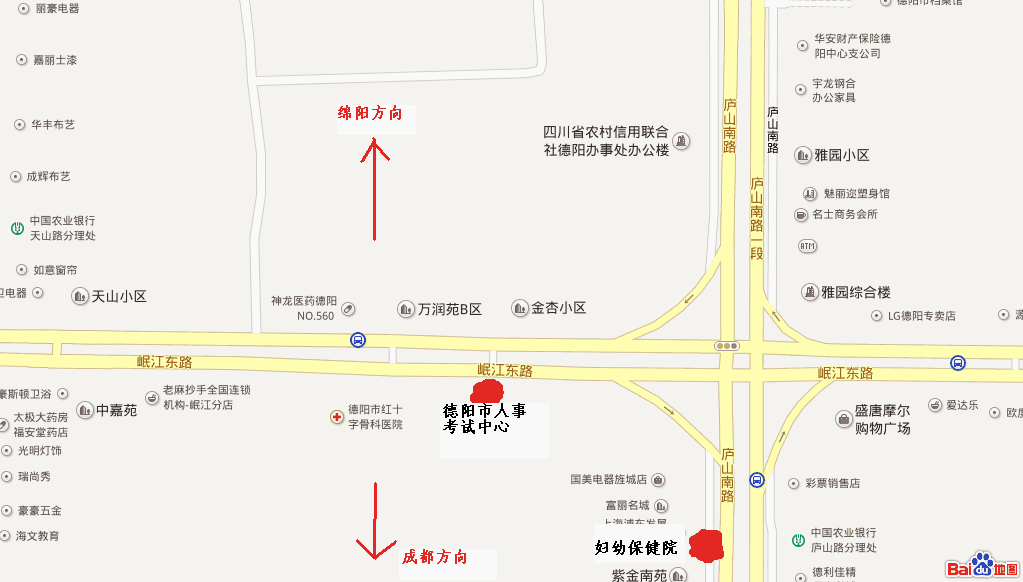 丽豪电器
德阳市档案馆
华安财产保险德
阳中心支公司
嘉丽士漆
宇龙钢合
办公家具
绵阳方向
庐山南路
庐山南路
华丰布艺
四川省农村信用联合
社德阳办事处办公楼
雅园小区
成辉布艺
庐山南路一段
魅丽迩塑身馆
名士商务会所
中国农业银行
天山路分理处
ATM
如意窗帘
电器
天山小区
神龙医药德阳
NO.560
万润苑B区
金杏小区
雅园综合楼
LG德阳专卖店
岷江东路
岷江东路
岷江东路
豪斯顿卫浴
老麻抄手全国连锁
机构-岷江分店
中嘉苑
太极大药房
福安堂药店
德阳市红十
字骨科医院
德阳市人事
考试中心
盛唐摩尔
购物广场
爱达乐
欧度
光明灯饰
瑞尚秀
庐山南路
国美电器旌城店
彩票销售店
富丽名城
上海浦东发展
豪豪五金
海文教育
成都方向
妇幼保健院
紫金南苑
中国农业银行
庐山路分理处
德利佳精
Baidu地图